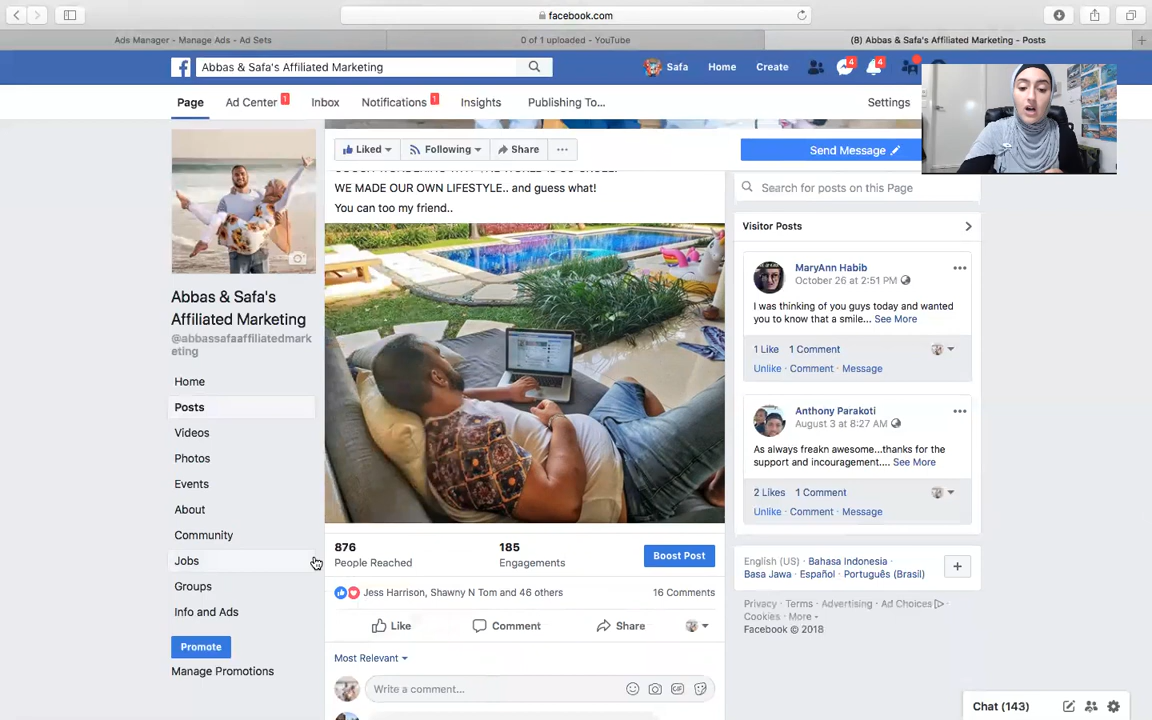 facebook.com
Ads Manager - Manage Ads - Ad Sets
0 of 1 uploaded - YouTube
(8) Abbas & Safa's Affiliated Marketing - Posts
Abbas & Safa's Affiliated Marketing
Safa Home Create 4 4
Page Ad Center 1 Inbox Notifications 1 Insights Publishing To... Settings
Liked Following Share ...
Send Message
WE MADE OUR OWN LIFESTYLE.. and guess what!
You can too my friend..
Abbas & Safa's
Affiliated Marketing
@abbassafaaffiliatedmark
eting
Home
Posts
Videos
Photos
Events
About
Community
Jobs
Groups
Info and Ads
Promote
Manage Promotions
876
People Reached
185
Engagements
Boost Post
Jess Harrison, Shawny N Tom and 46 others
16 Comments
Like Comment Share
Most Relevant
Write a comment...
GIF
Search for posts on this Page
Visitor Posts
MaryAnn Habib
October 26 at 2:51 PM
I was thinking of you guys today and wanted
you to know that a smile... See More
1 Like 1 Comment
Unlike · Comment · Message
Anthony Parakoti
August 3 at 8:27 AM
As always freakn awesome...thanks for the
support and incouragement.... See More
2 Likes 1 Comment
Unlike · Comment · Message
English (US) · Bahasa Indonesia ·
Basa Jawa · Español · Português (Brasil)
Privacy · Terms · Advertising · Ad Choices ·
Cookies · More
Facebook © 2018
Chat (143)